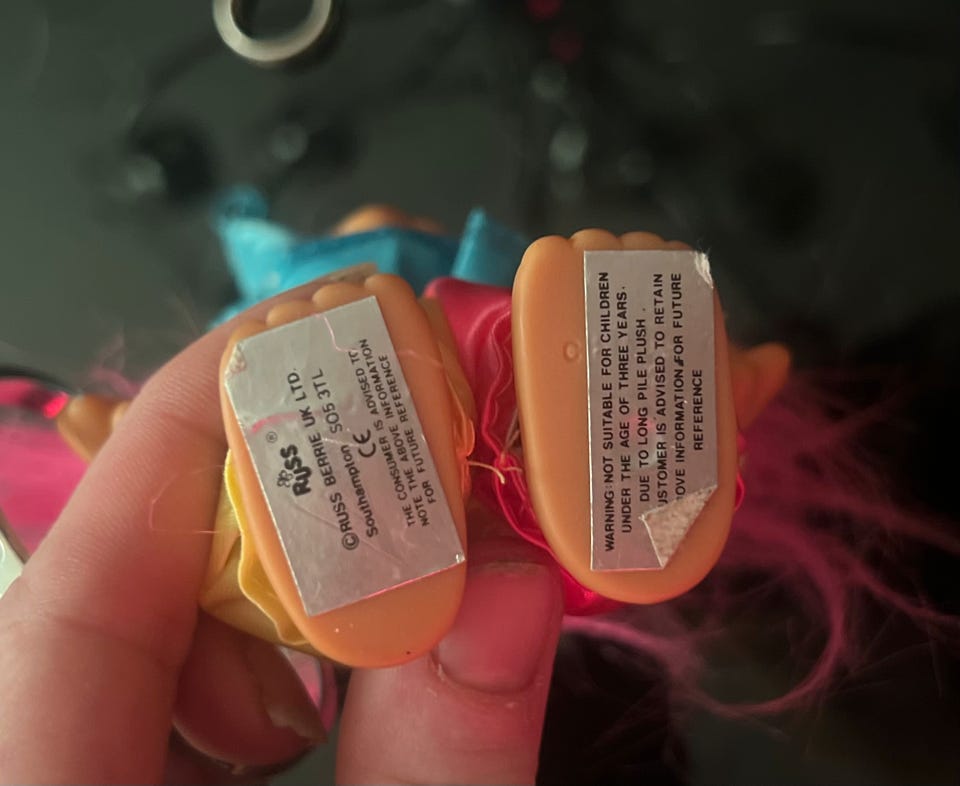 RUSS®
©RUSS BERRIE UK LTD.
Southampton SO5 3TL
CE
THE CONSUMER IS ADVISED TO
NOTE THE ABOVE INFORMATION
FOR FUTURE REFERENCE
WARNING: NOT SUITABLE FOR CHILDREN
UNDER THE AGE OF THREE YEARS.
DUE TO LONG PILE PLUSH.
USTOMER IS ADVISED TO RETAIN
OVE INFORMATION FOR FUTURE
REFERENCE